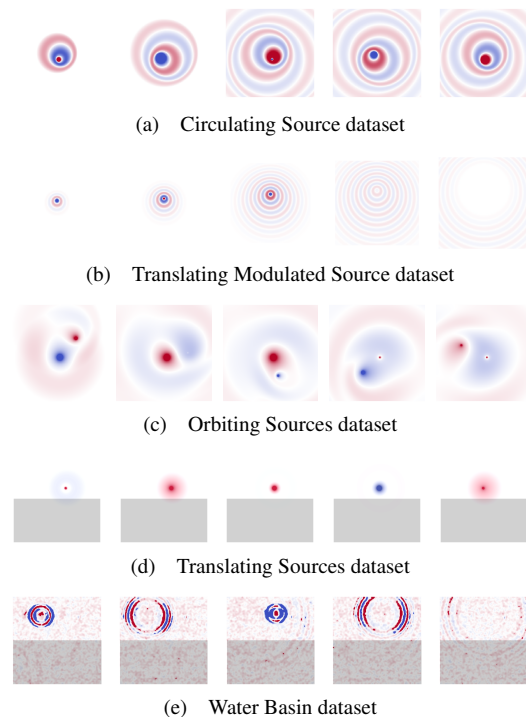 (a) Circulating Source dataset
(b) Translating Modulated Source dataset
(c) Orbiting Sources dataset
(d) Translating Sources dataset
(e) Water Basin dataset